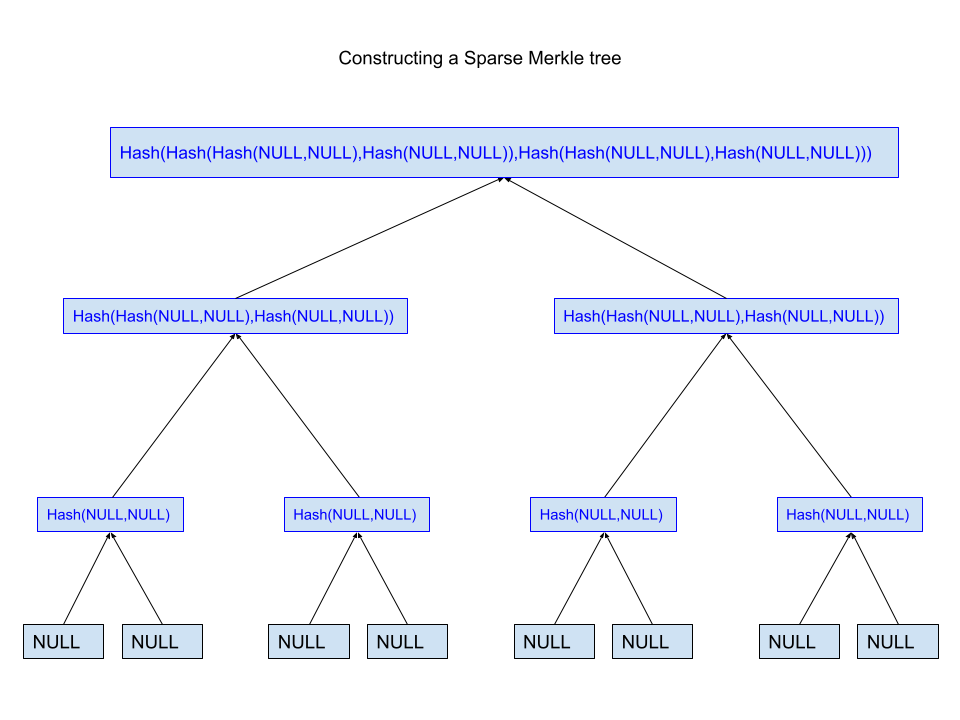 Constructing a Sparse Merkle tree
Hash(Hash(Hash(NULL,NULL),Hash(NULL,NULL)),Hash(Hash(NULL,NULL),Hash(NULL,NULL)))
Hash(Hash(NULL,NULL),Hash(NULL,NULL))
Hash(Hash(NULL,NULL),Hash(NULL,NULL))
Hash(NULL,NULL)
Hash(NULL,NULL)
Hash(NULL,NULL)
Hash(NULL,NULL)
NULL
NULL
NULL
NULL
NULL
NULL
NULL
NULL